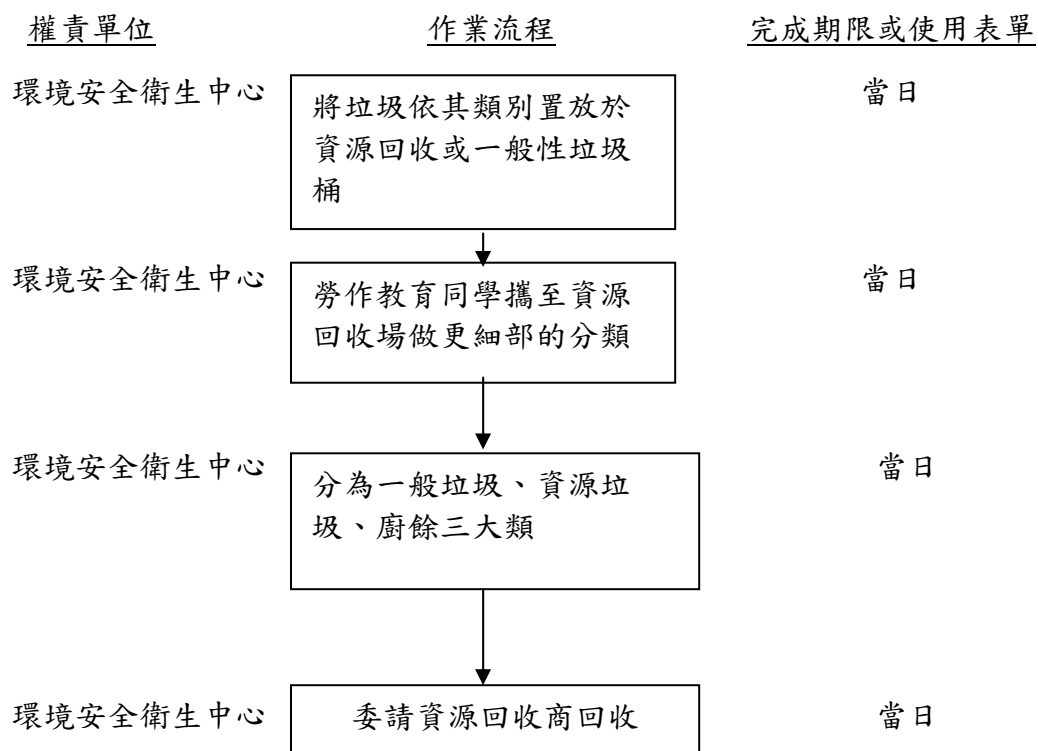 權責單位 作業流程 完成期限或使用表單
環境安全衛生中心 將垃圾依其類別置放於 當日
資源回收或一般性垃圾
桶
環境安全衛生中心 勞作教育同學攜至資源 當日
回收場做更細部的分類
環境安全衛生中心 分為一般垃圾、資源垃 當日
圾、廚餘三大類
環境安全衛生中心 委請資源回收商回收 當日